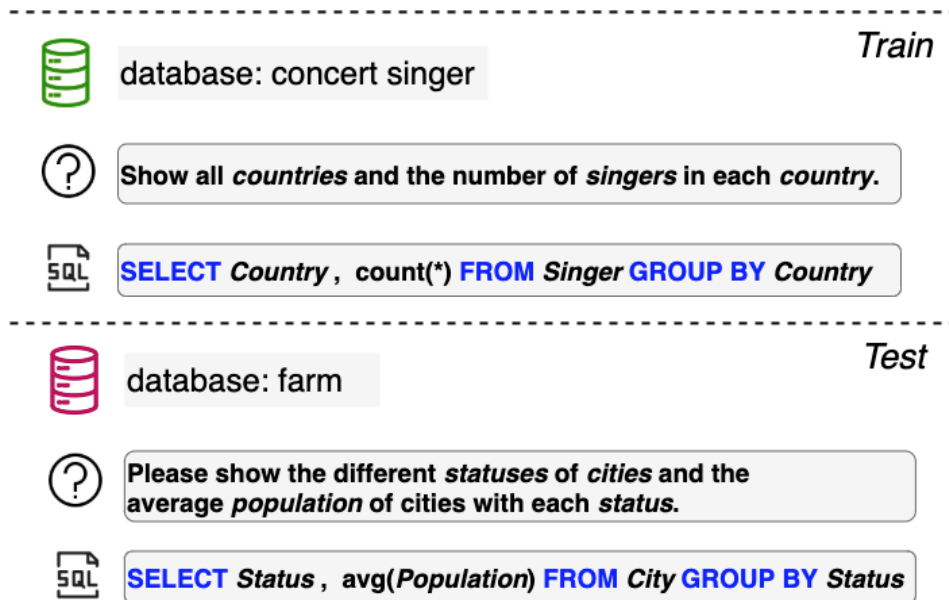 Train
database: concert singer
?
Show all countries and the number of singers in each country.
SQL
SELECT Country, count(*) FROM Singer GROUP BY Country
Test
database: farm
?
Please show the different statuses of cities and the
average population of cities with each status.
SQL
SELECT Status, avg(Population) FROM City GROUP BY Status